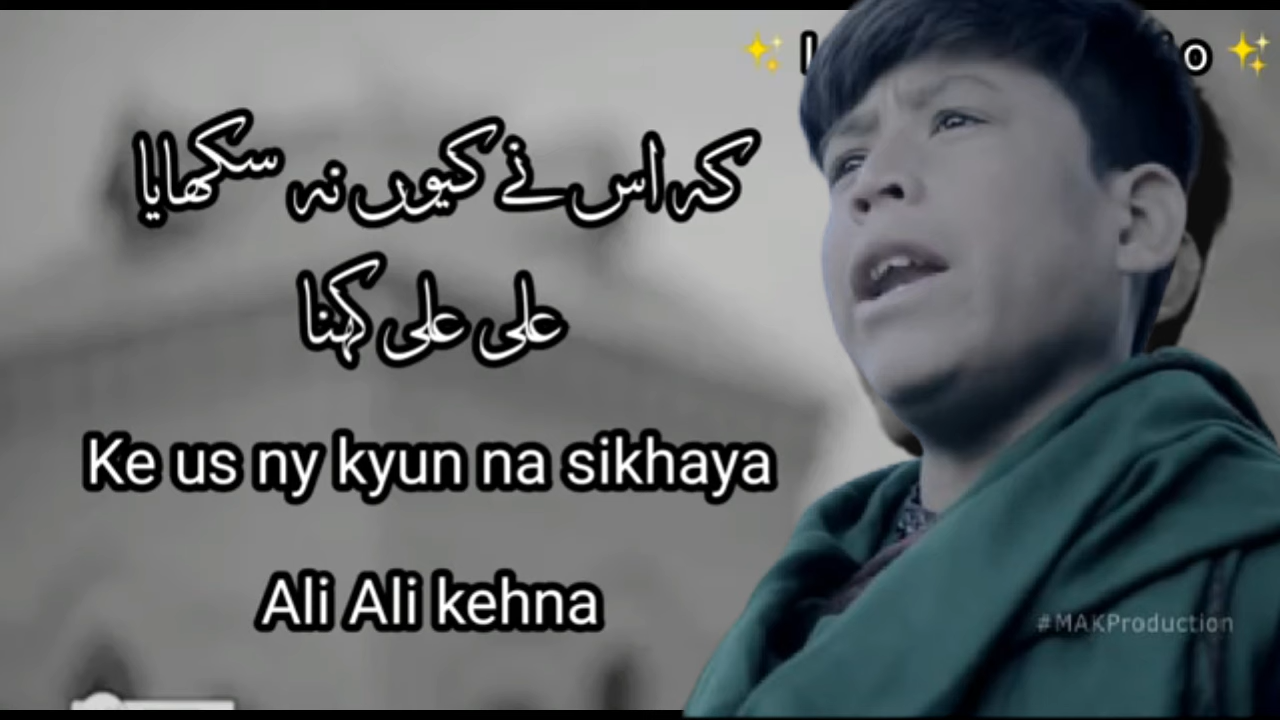 کہ اس نے کیوں نہ سکھایا
علی علی کہنا
Ke us ny kyun na sikhaya
Ali Ali kehna
#MAKProduction